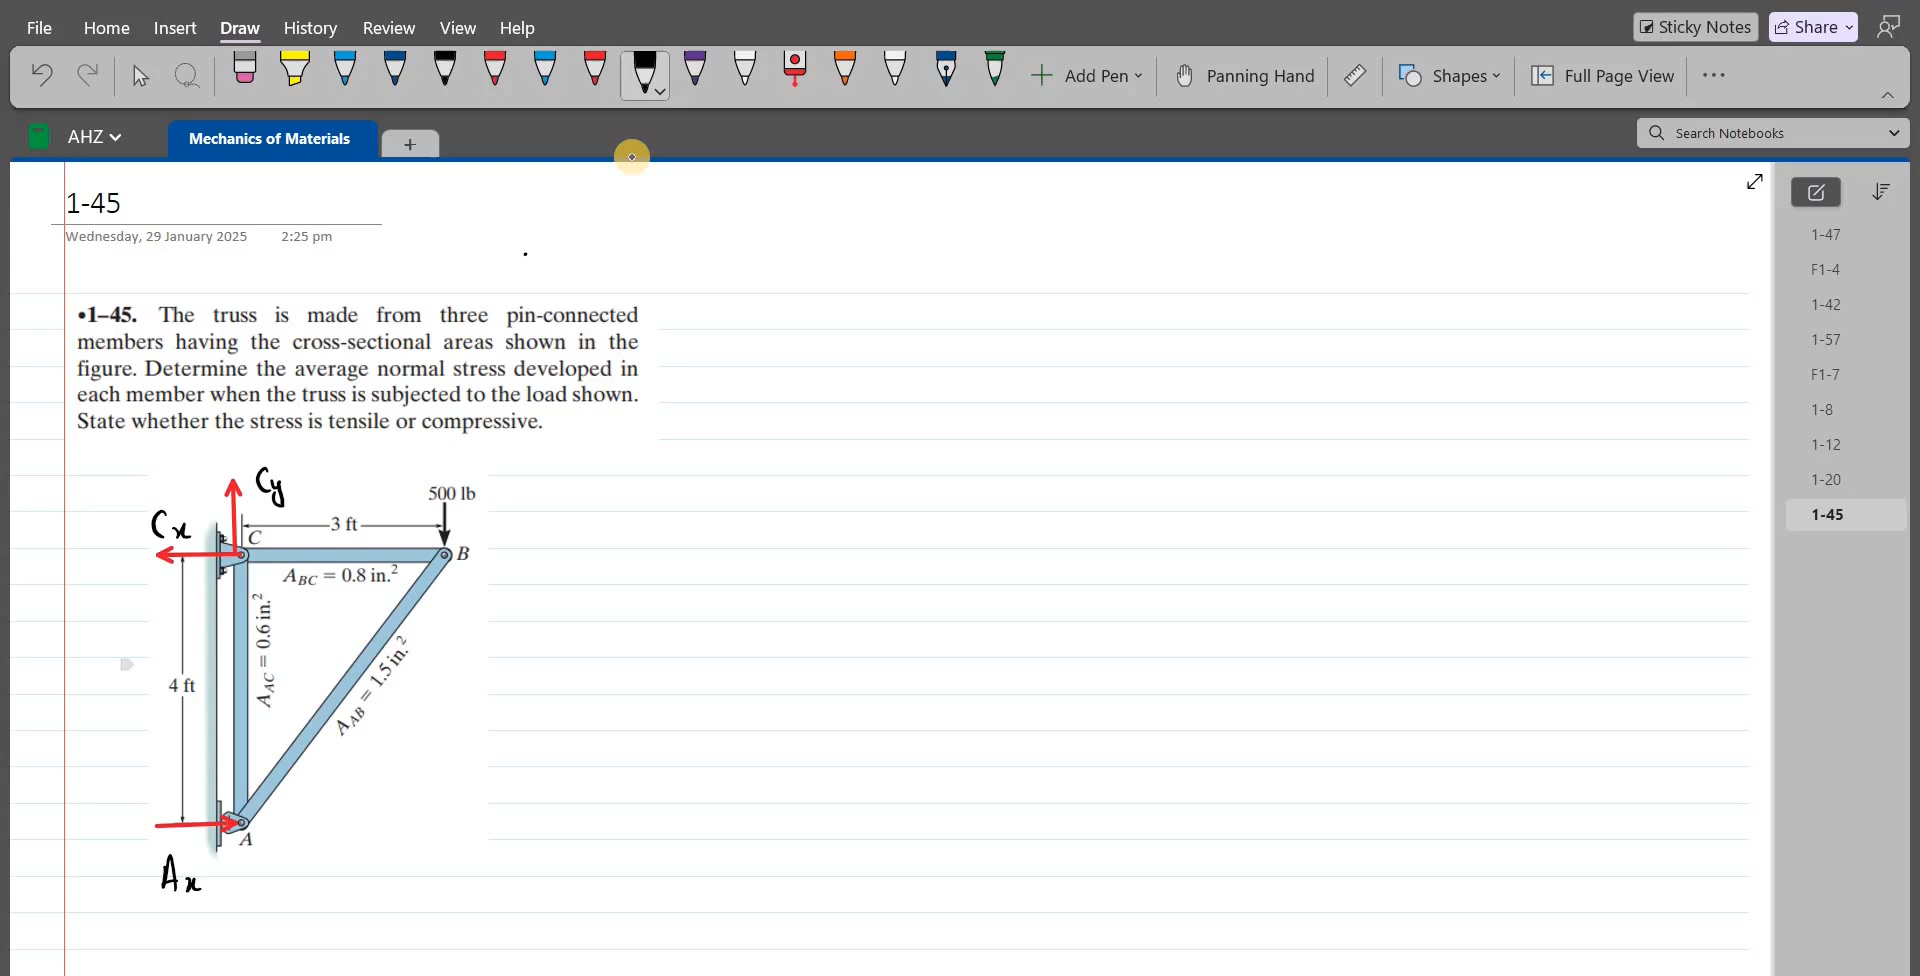 File Home Insert Draw History Review View Help
Sticky Notes Share
Add Pen Panning Hand Shapes Full Page View
AHZ Mechanics of Materials + Search Notebooks
1-45
Wednesday, 29 January 2025 2:25 pm
•1–45. The truss is made from three pin-connected
members having the cross-sectional areas shown in the
figure. Determine the average normal stress developed in
each member when the truss is subjected to the load shown.
State whether the stress is tensile or compressive.
Cy
500 lb
Cx
3 ft
C
B
ABC = 0.8 in.²
AAC = 0.6 in.²
AAB = 1.5 in.²
4 ft
A
Ax
1-47
F1-4
1-42
1-57
F1-7
1-8
1-12
1-20
1-45